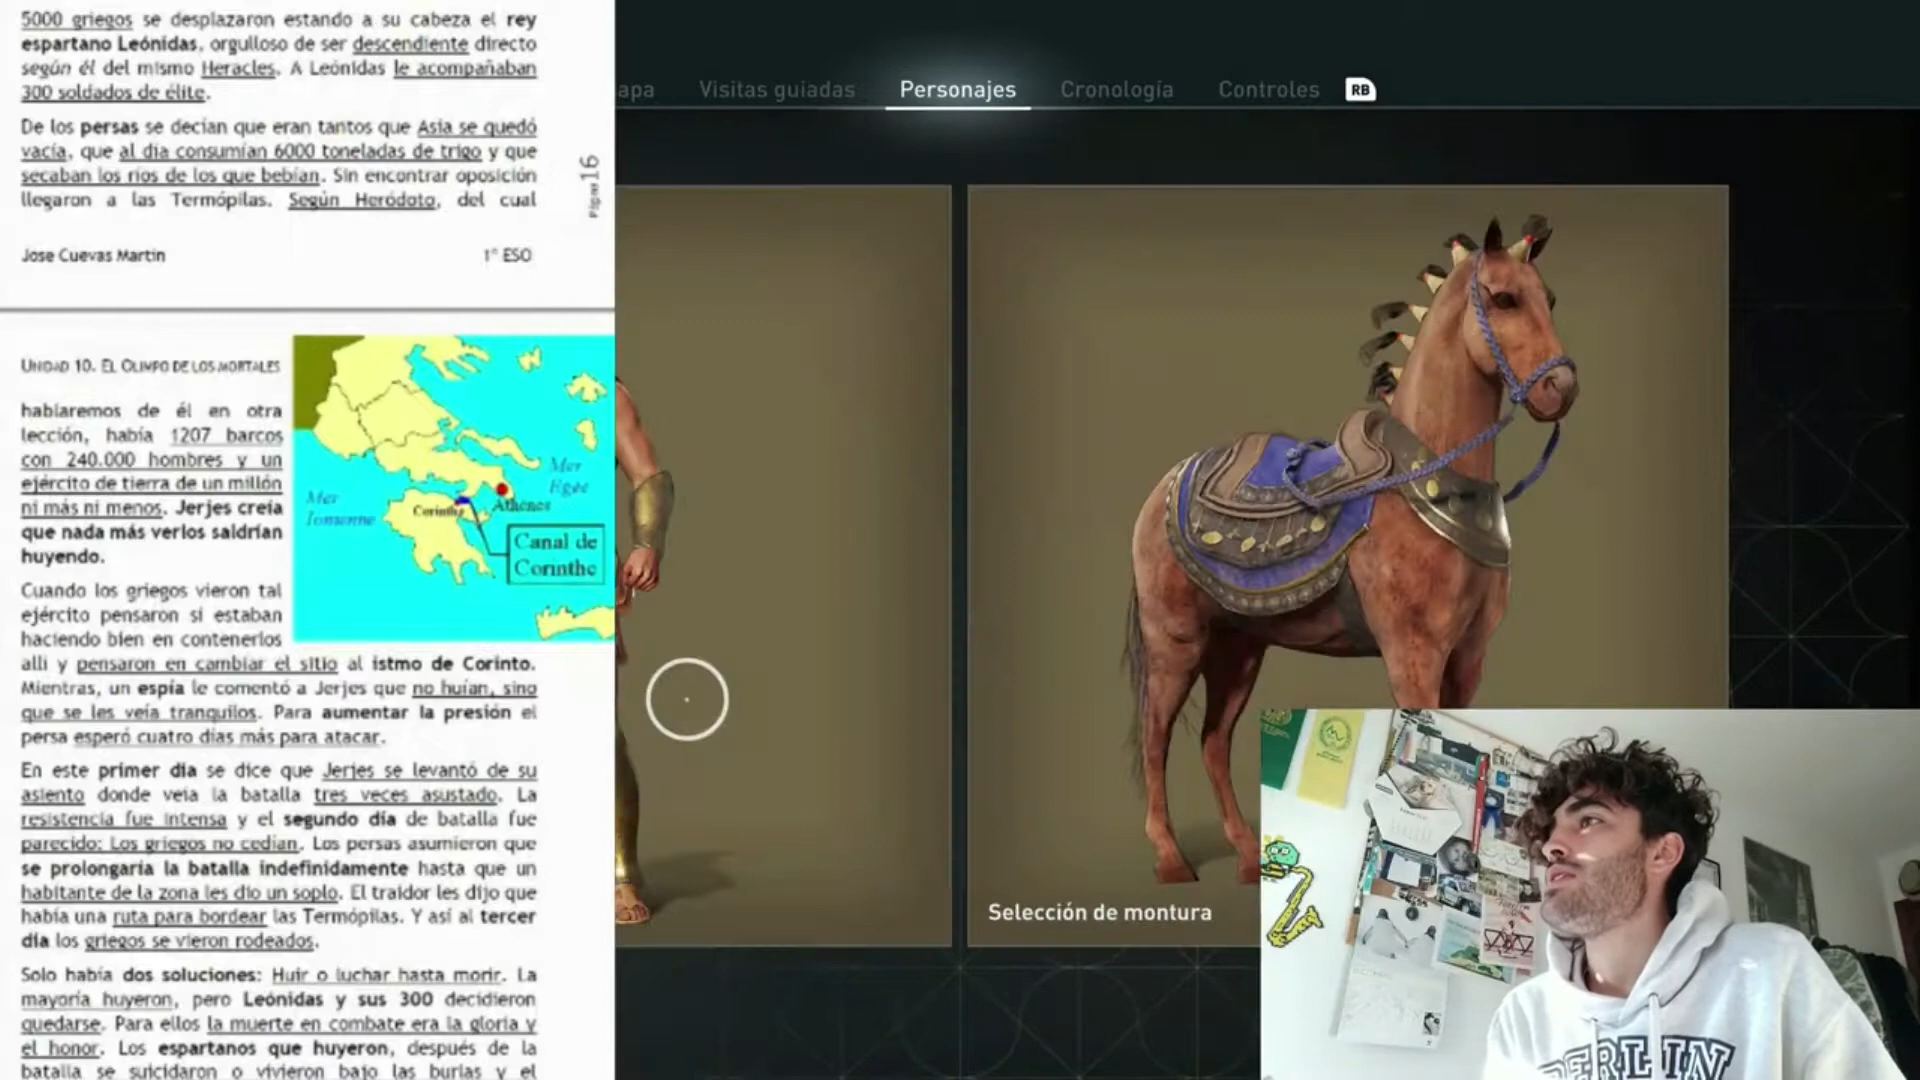 5000 griegos se desplazaron estando a su cabeza el rey
espartano Leónidas, orgulloso de ser descendiente directo
según él del mismo Heracles. A Leónidas le acompañaban
300 soldados de élite.
De los persas se decían que eran tantos que Asia se quedó
vacía, que al día consumían 6000 toneladas de trigo y que
secaban los ríos de los que bebían. Sin encontrar oposición
llegaron a las Termópilas. Según Heródoto, del cual
Página 16
Jose Cuevas Martín 1º ESO
UNIDAD 10. EL OLIMPO DE LOS MORTALES
hablaremos de él en otra
lección, había 1207 barcos
con 240.000 hombres y un
ejército de tierra de un millón
ni más ni menos. Jerjes creía
que nada más verlos saldrían
huyendo.
Cuando los griegos vieron tal
ejército pensaron si estaban
haciendo bien en contenerlos
allí y pensaron en cambiar el sitio al istmo de Corinto.
Mientras, un espía le comentó a Jerjes que no huían, sino
que se les veía tranquilos. Para aumentar la presión el
persa esperó cuatro días más para atacar.
En este primer día se dice que Jerjes se levantó de su
asiento donde veía la batalla tres veces asustado. La
resistencia fue intensa y el segundo día de batalla fue
parecido: Los griegos no cedían. Los persas asumieron que
se prolongaría la batalla indefinidamente hasta que un
habitante de la zona les dio un soplo. El traidor les dijo que
había una ruta para bordear las Termópilas. Y así al tercer
día los griegos se vieron rodeados.
Solo había dos soluciones: Huir o luchar hasta morir. La
mayoría huyeron, pero Leónidas y sus 300 decidieron
quedarse. Para ellos la muerte en combate era la gloria y
el honor. Los espartanos que huyeron, después de la
batalla se suicidaron o vivieron bajo las burlas y el
Mer
Egée
Mer
Ionienne
Athènes
Corinthe
Canal de
Corinthe
apa Visitas guiadas Personajes Cronología Controles RB
Selección de montura
BERLIN